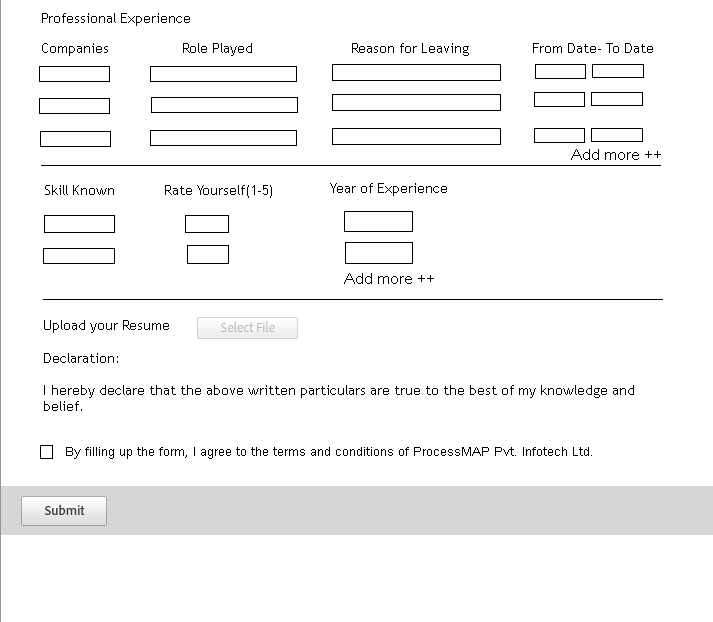 Professional Experience
Companies Role Played Reason for Leaving From Date- To Date
Add more ++
Skill Known Rate Yourself(1-5) Year of Experience
Add more ++
Upload your Resume Select File
Declaration:
I hereby declare that the above written particulars are true to the best of my knowledge and
belief.
By filling up the form, I agree to the terms and conditions of ProcessMAP Pvt. Infotech Ltd.
Submit